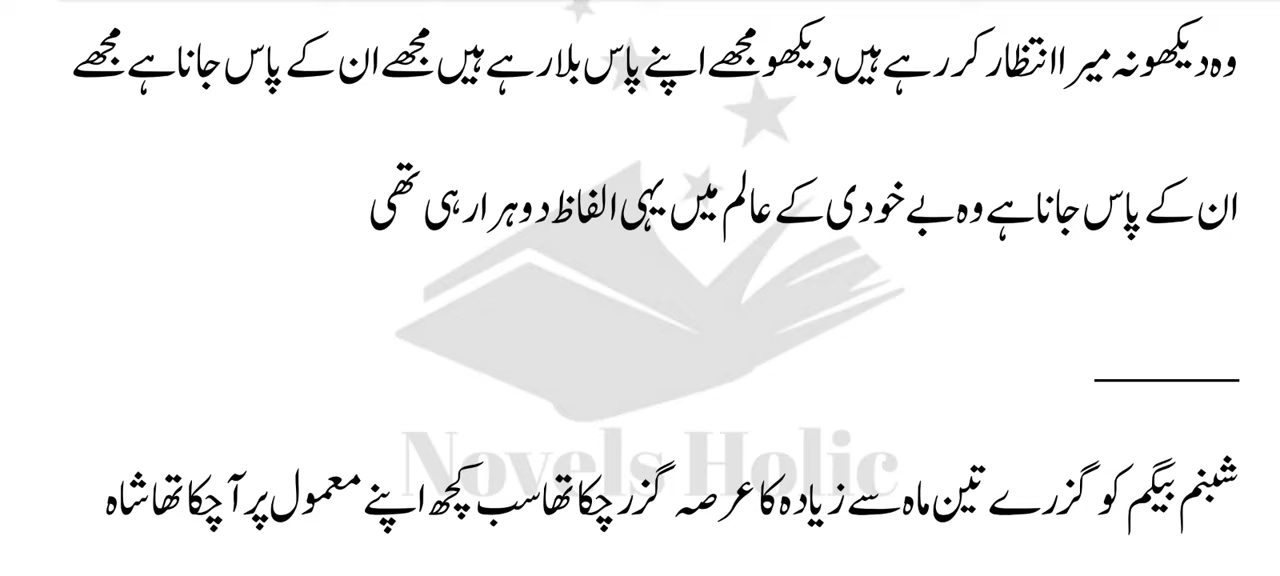 وہ دیکھو نہ میرا انتظار کر رہے ہیں دیکھو مجھے اپنے پاس بلا رہے ہیں مجھے ان کے پاس جانا ہے مجھے
ان کے پاس جانا ہے وہ بے خودی کے عالم میں یہی الفاظ دوہرا رہی تھی
Novels Holic
شبنم بیگم کو گزرے تین ماہ سے زیادہ کا عرصہ گزر چکا تھا سب کچھ اپنے معمول پر آ چکا تھا شاہ